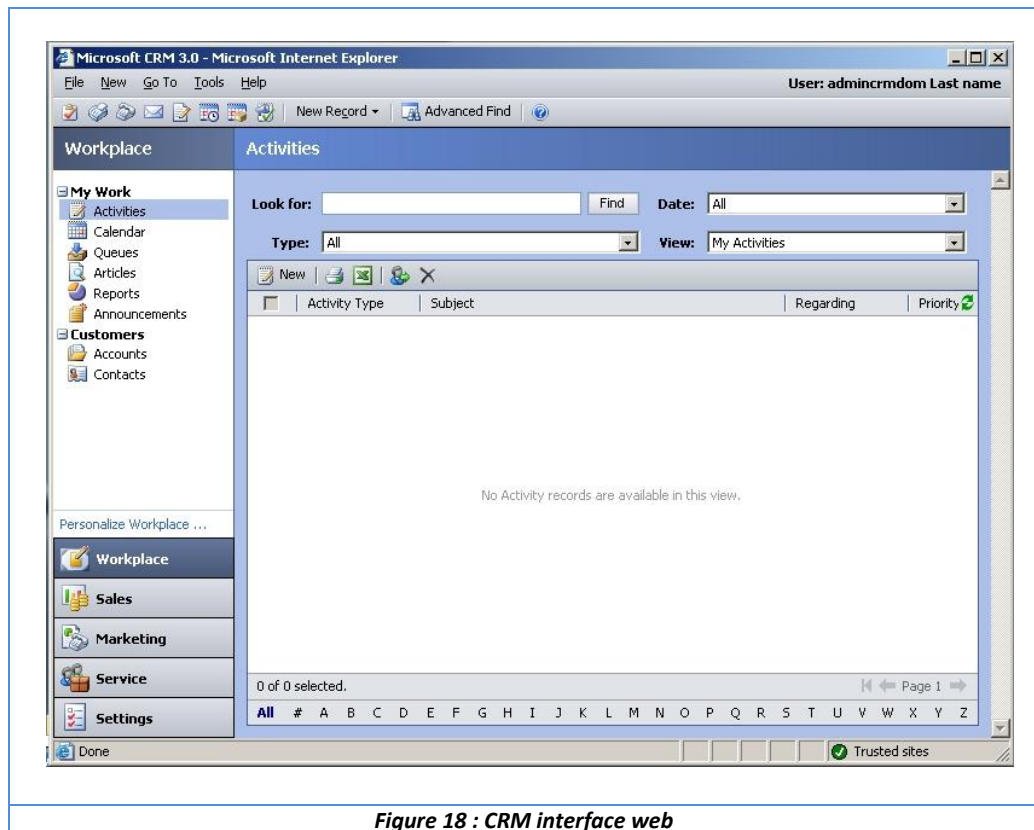 Microsoft CRM 3.0 - Microsoft Internet Explorer
File New Go To Tools Help User: admincrmdom Last name
New Record Advanced Find
Workplace Activities
My Work
Activities
Calendar
Queues
Articles
Reports
Announcements
Customers
Accounts
Contacts
Personalize Workplace ...
Workplace
Sales
Marketing
Service
Settings
Look for: Find Date: All
Type: All View: My Activities
New
Activity Type Subject Regarding Priority
No Activity records are available in this view.
0 of 0 selected. Page 1
All # A B C D E F G H I J K L M N O P Q R S T U V W X Y Z
Done Trusted sites
Figure 18 : CRM interface web